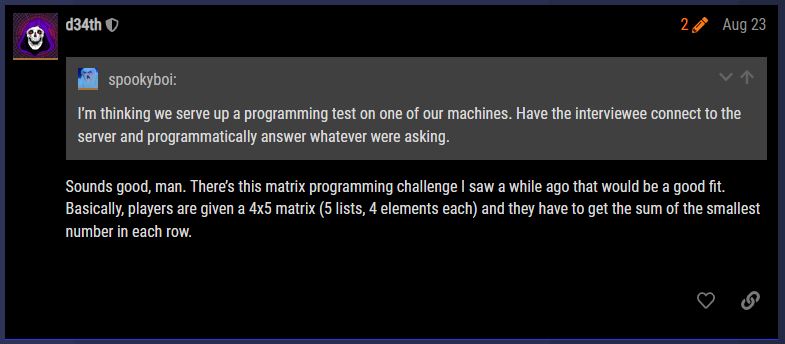 d34th 2 Aug 23
spookyboi:
I'm thinking we serve up a programming test on one of our machines. Have the interviewee connect to the
server and programmatically answer whatever were asking.
Sounds good, man. There's this matrix programming challenge I saw a while ago that would be a good fit.
Basically, players are given a 4x5 matrix (5 lists, 4 elements each) and they have to get the sum of the smallest
number in each row.